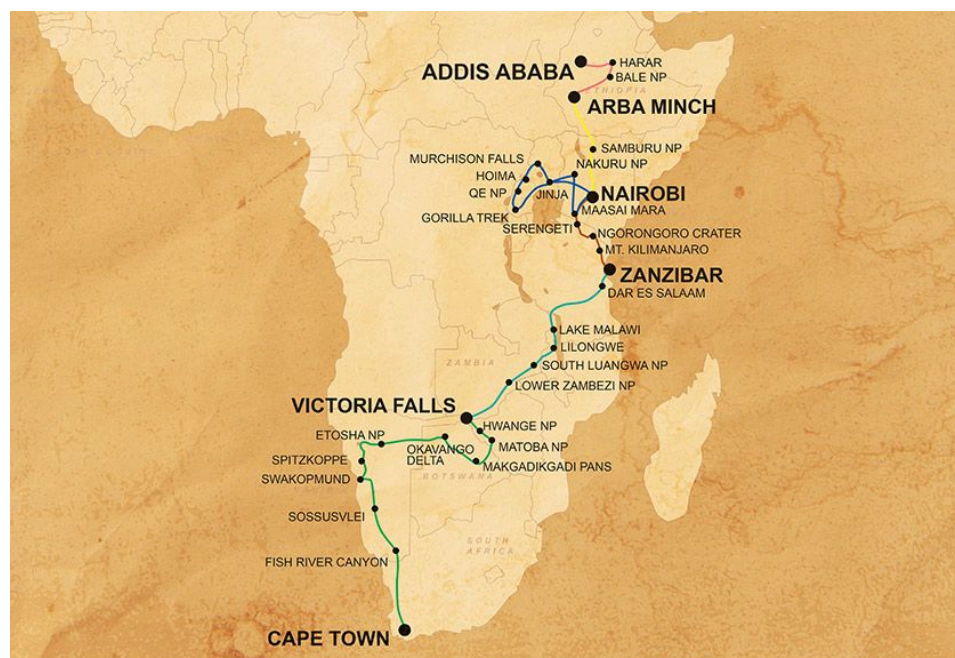 ADDIS ABABA
HARAR
BALE NP
ETHIOPIA
ARBA MINCH
SAMBURU NP
MURCHISON FALLS
NAKURU NP
HOIMA
QE NP
JINJA
NAIROBI
GORILLA TREK
MAASAI MARA
SERENGETI
NGORONGORO CRATER
MT. KILIMANJARO
ZANZIBAR
DAR ES SALAAM
LAKE MALAWI
LILONGWE
ZAMBIA
SOUTH LUANGWA NP
LOWER ZAMBEZI NP
VICTORIA FALLS
HWANGE NP
ETOSHA NP
OKAVANGO
DELTA
MATOBA NP
SPITZKOPPE
MAKGADIKGADI PANS
BOTSWANA
SWAKOPMUND
SOSSUSVLEI
SOUTH
AFRICA
FISH RIVER CANYON
CAPE TOWN